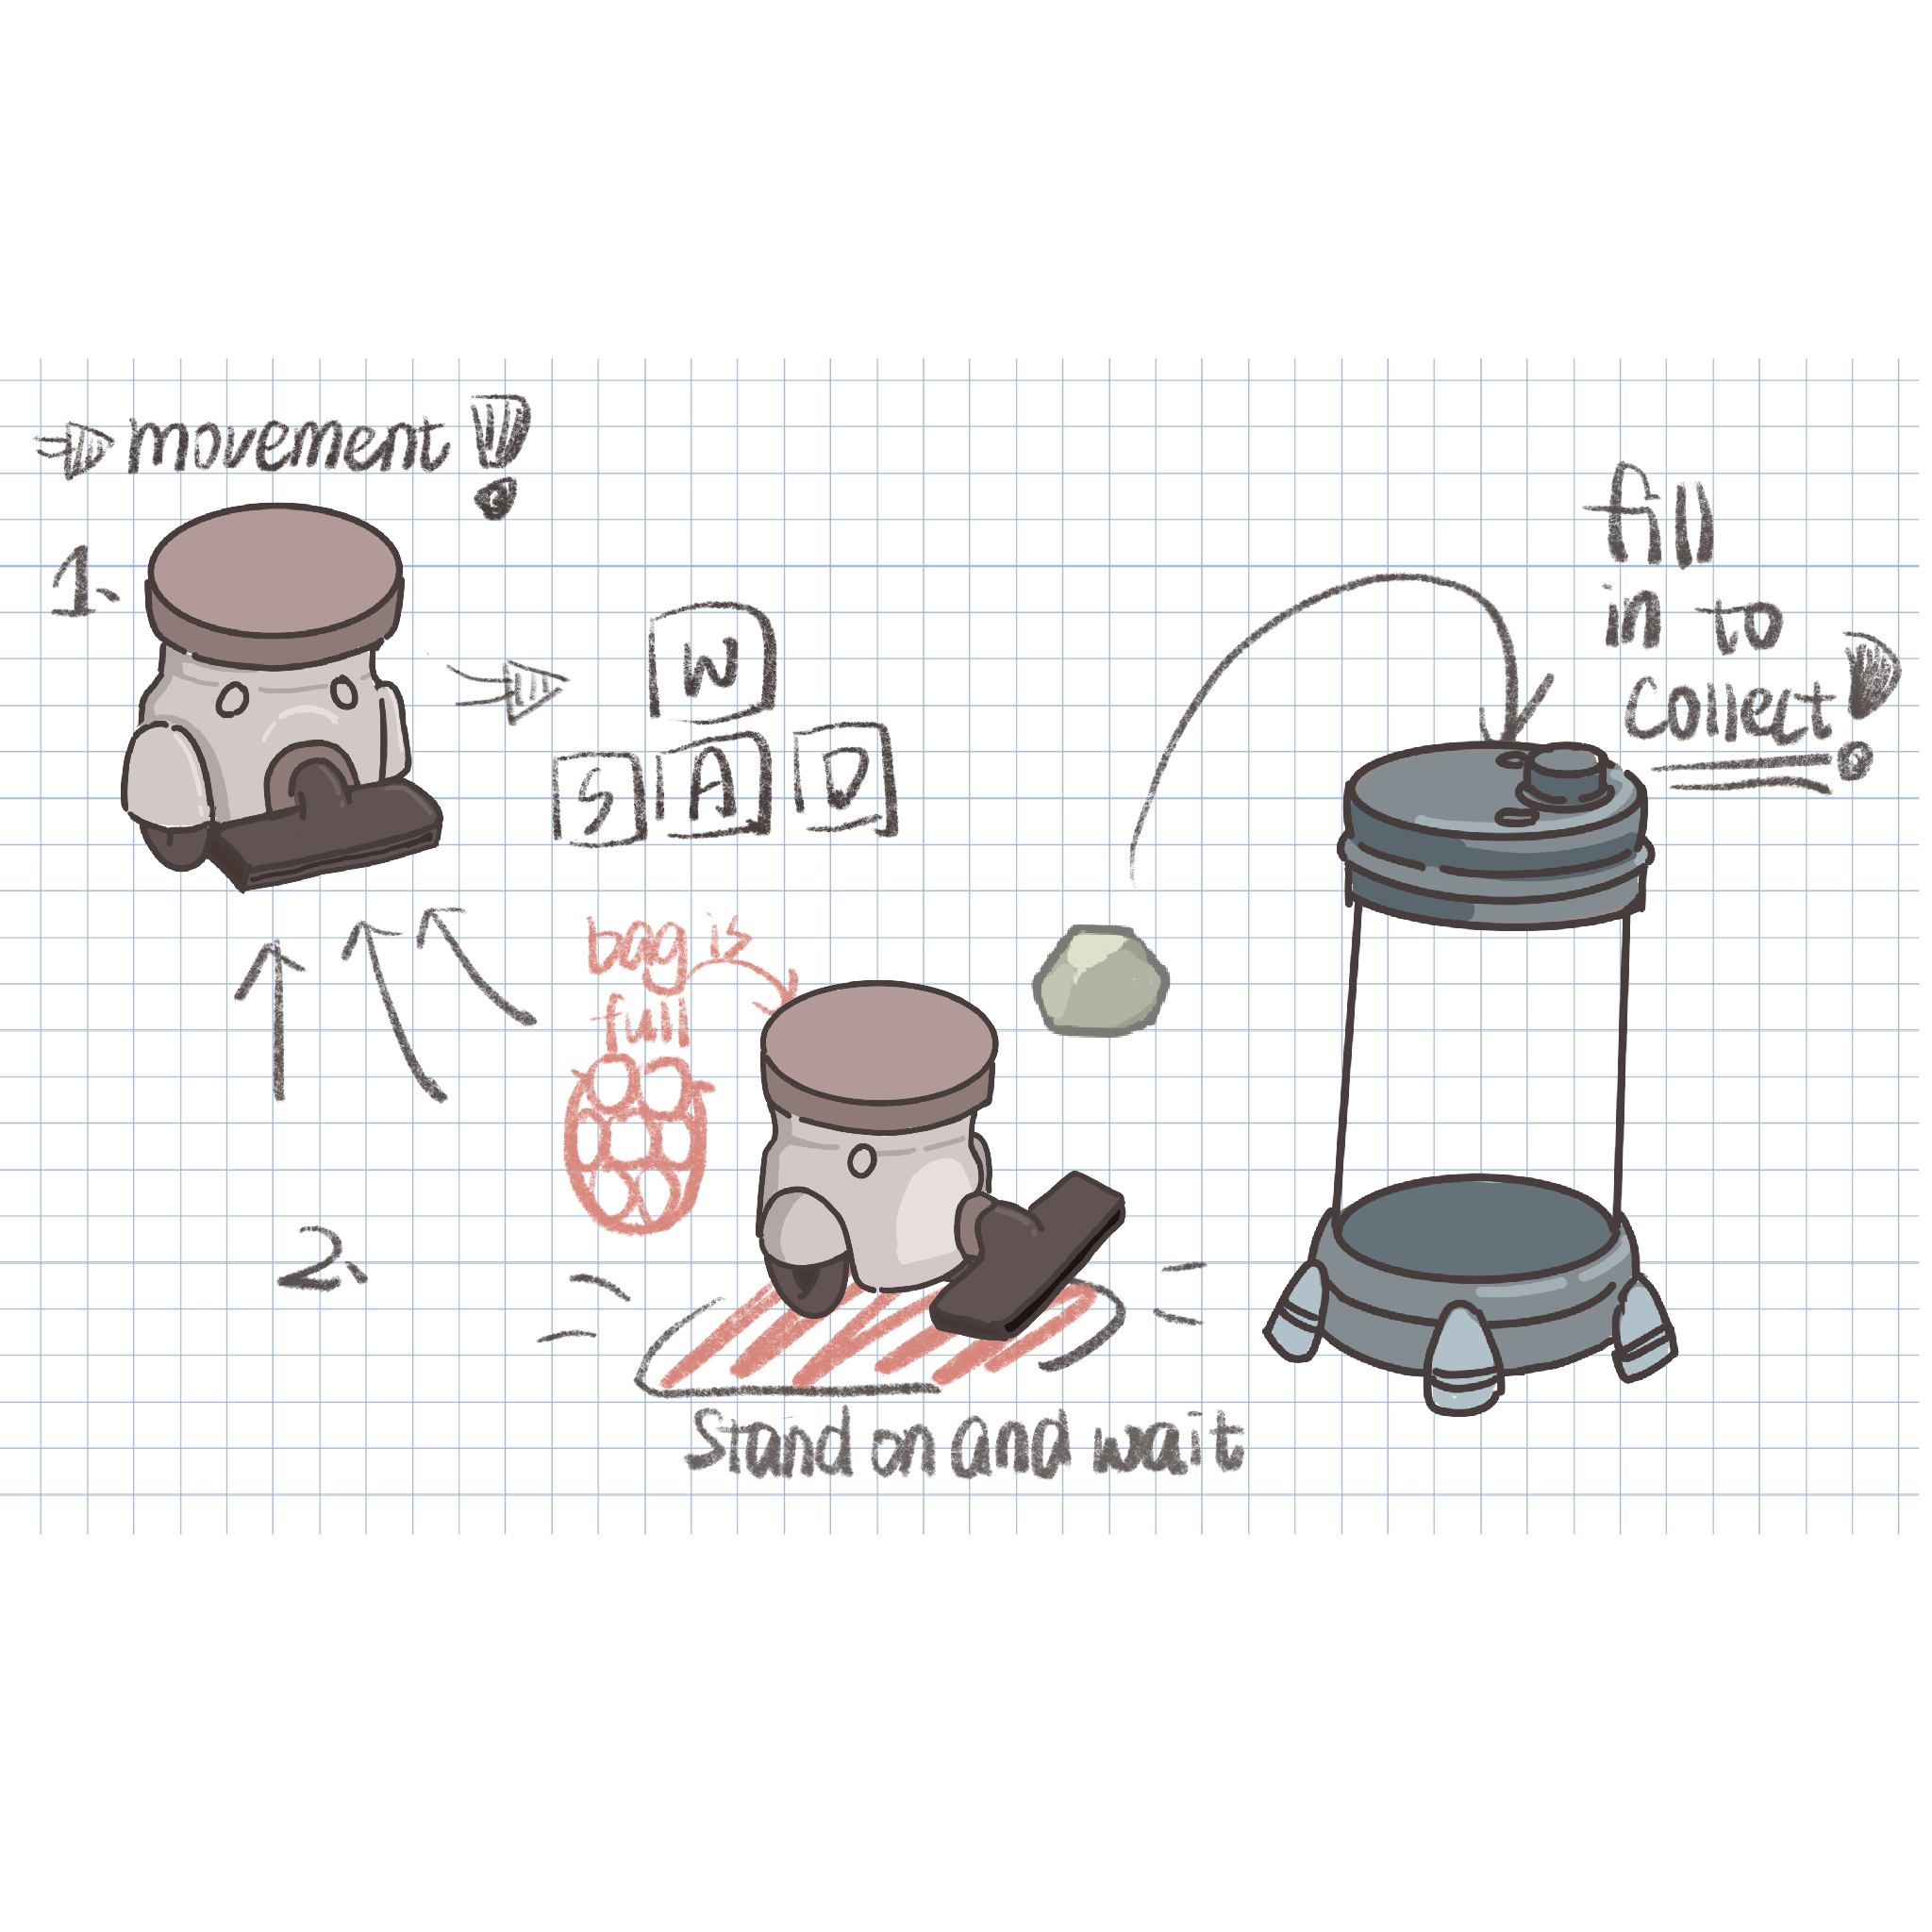 movement!
1.
W
S A D
fill
in to
collect!
bag is
full
2.
Stand on and wait